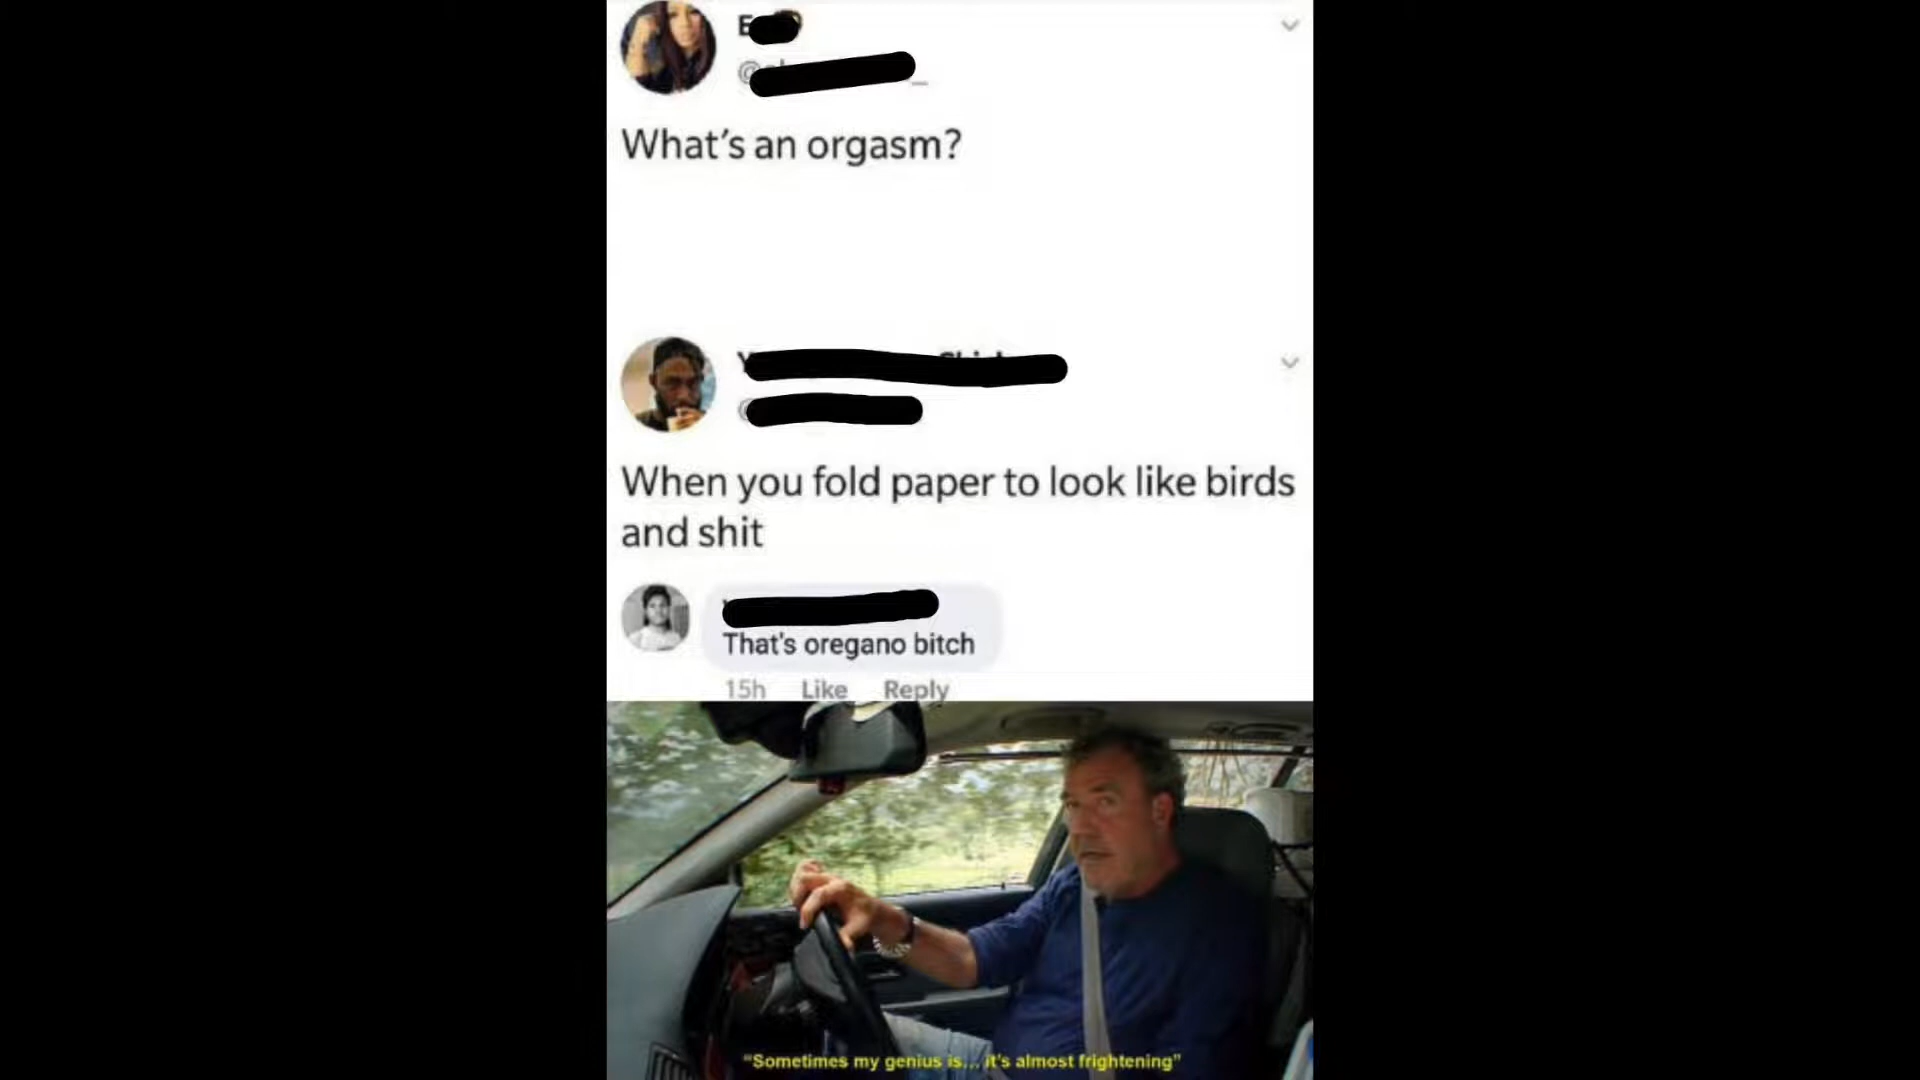 What's an orgasm?
When you fold paper to look like birds
and shit
That's oregano bitch
15h Like Reply
"Sometimes my genius is... it's almost frightening"